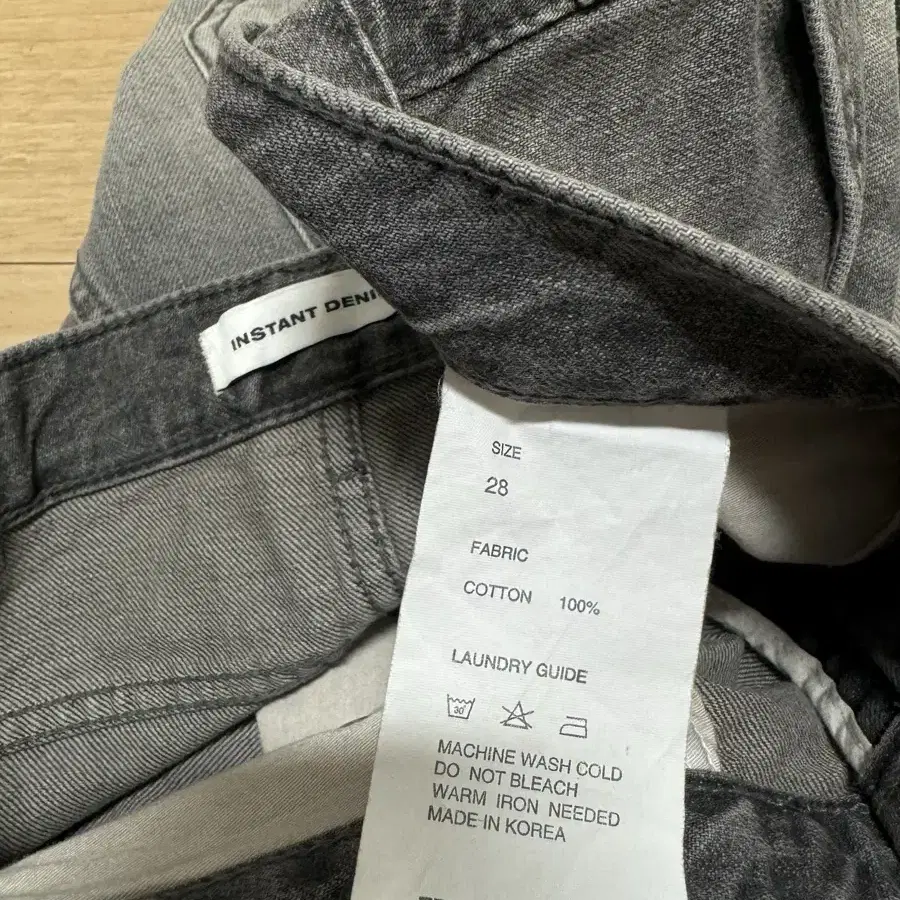 INSTANT
SIZE
28
FABRIC
COTTON 100%
LAUNDRY GUIDE
30°
MACHINE WASH COLD
DO NOT BLEACH
WARM IRON NEEDED
MADE IN KOREA